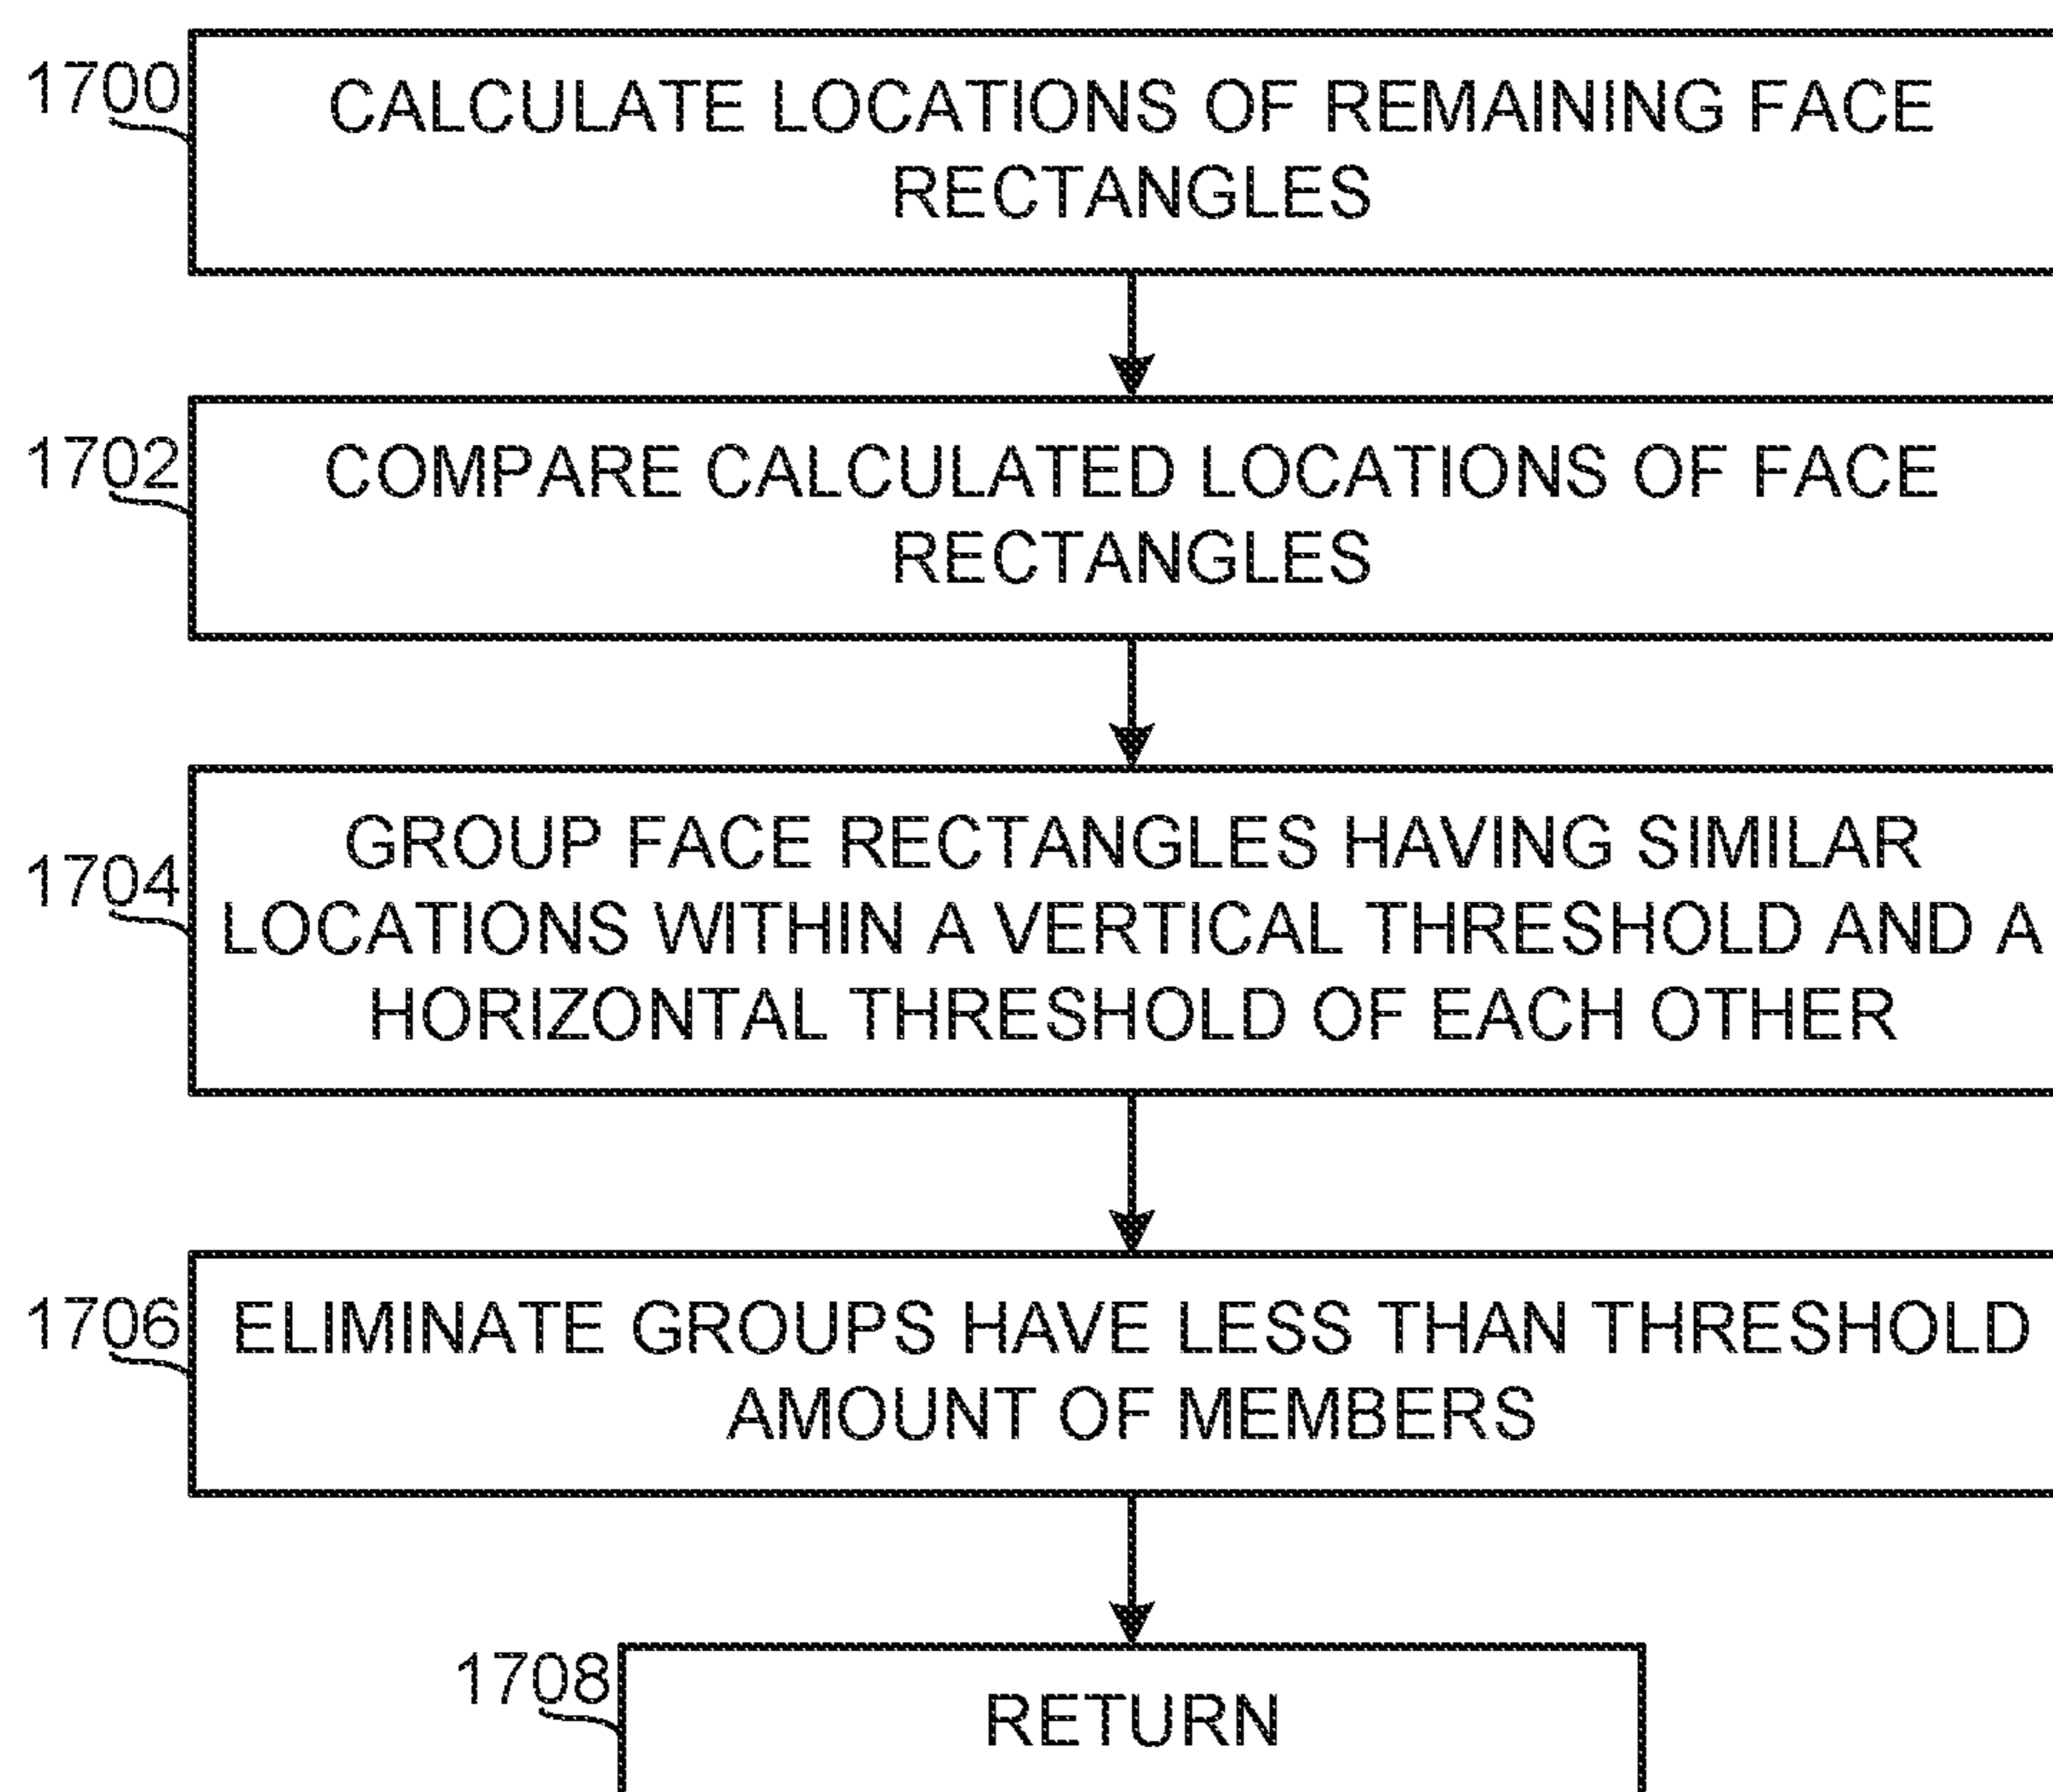 1700
CALCULATE LOCATIONS OF REMAINING FACE
RECTANGLES
1702
COMPARE CALCULATED LOCATIONS OF FACE
RECTANGLES
1704
GROUP FACE RECTANGLES HAVING SIMILAR
LOCATIONS WITHIN A VERTICAL THRESHOLD AND A
HORIZONTAL THRESHOLD OF EACH OTHER
1706
ELIMINATE GROUPS HAVE LESS THAN THRESHOLD
AMOUNT OF MEMBERS
1708
RETURN